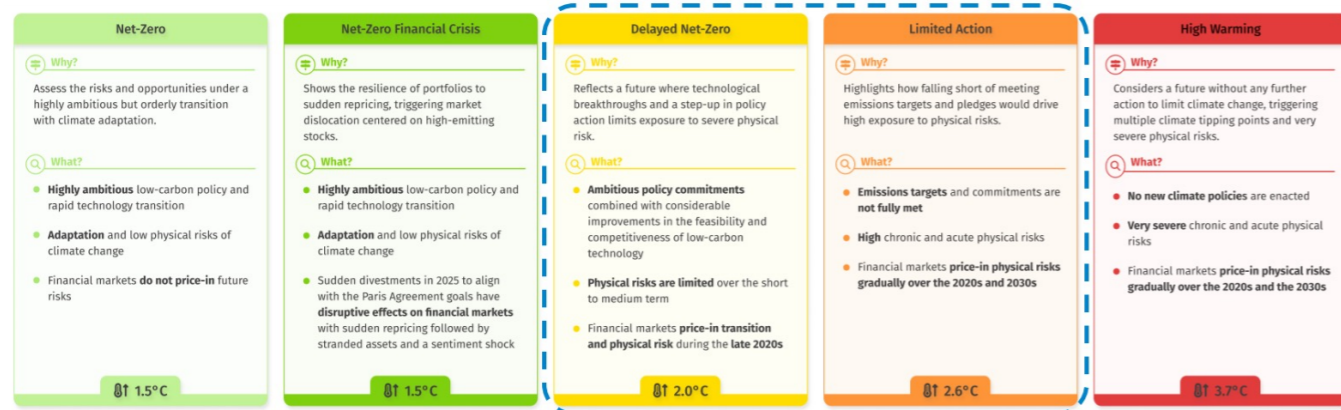 Net-Zero
Why?
Assess the risks and opportunities under a
highly ambitious but orderly transition
with climate adaptation.
What?
Highly ambitious low-carbon policy and
rapid technology transition
Adaptation and low physical risks of
climate change
Financial markets do not price-in future
risks
1.5°C
Net-Zero Financial Crisis
Why?
Shows the resilience of portfolios to
sudden repricing, triggering market
dislocation centered on high-emitting
stocks.
What?
Highly ambitious low-carbon policy and
rapid technology transition
Adaptation and low physical risks of
climate change
Sudden divestments in 2025 to align
with the Paris Agreement goals have
disruptive effects on financial markets
with sudden repricing followed by
stranded assets and a sentiment shock
1.5°C
Delayed Net-Zero
Why?
Reflects a future where technological
breakthroughs and a step-up in policy
action limits exposure to severe physical
risk.
What?
Ambitious policy commitments
combined with considerable
improvements in the feasibility and
competitiveness of low-carbon
technology
Physical risks are limited over the short
to medium term
Financial markets price-in transition
and physical risk during the late 2020s
2.0°C
Limited Action
Why?
Highlights how falling short of meeting
emissions targets and pledges would drive
high exposure to physical risks.
What?
Emissions targets and commitments are
not fully met
High chronic and acute physical risks
Financial markets price-in physical risks
gradually over the 2020s and 2030s
2.6°C
High Warming
Why?
Considers a future without any further
action to limit climate change, triggering
multiple climate tipping points and very
severe physical risks.
What?
No new climate policies are enacted
Very severe chronic and acute physical
risks
Financial markets price-in physical risks
gradually over the 2020s and the 2030s
3.7°C